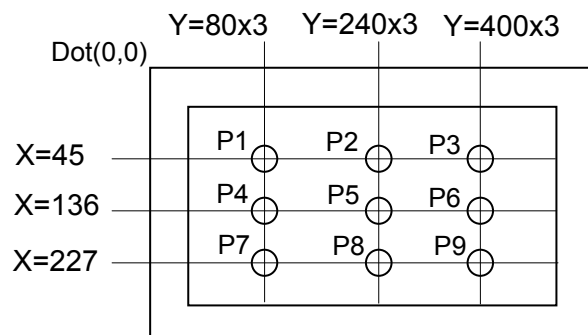 Y=80x3 Y=240x3 Y=400x3
Dot(0,0)
X=45 P1 P2 P3
X=136 P4 P5 P6
X=227 P7 P8 P9